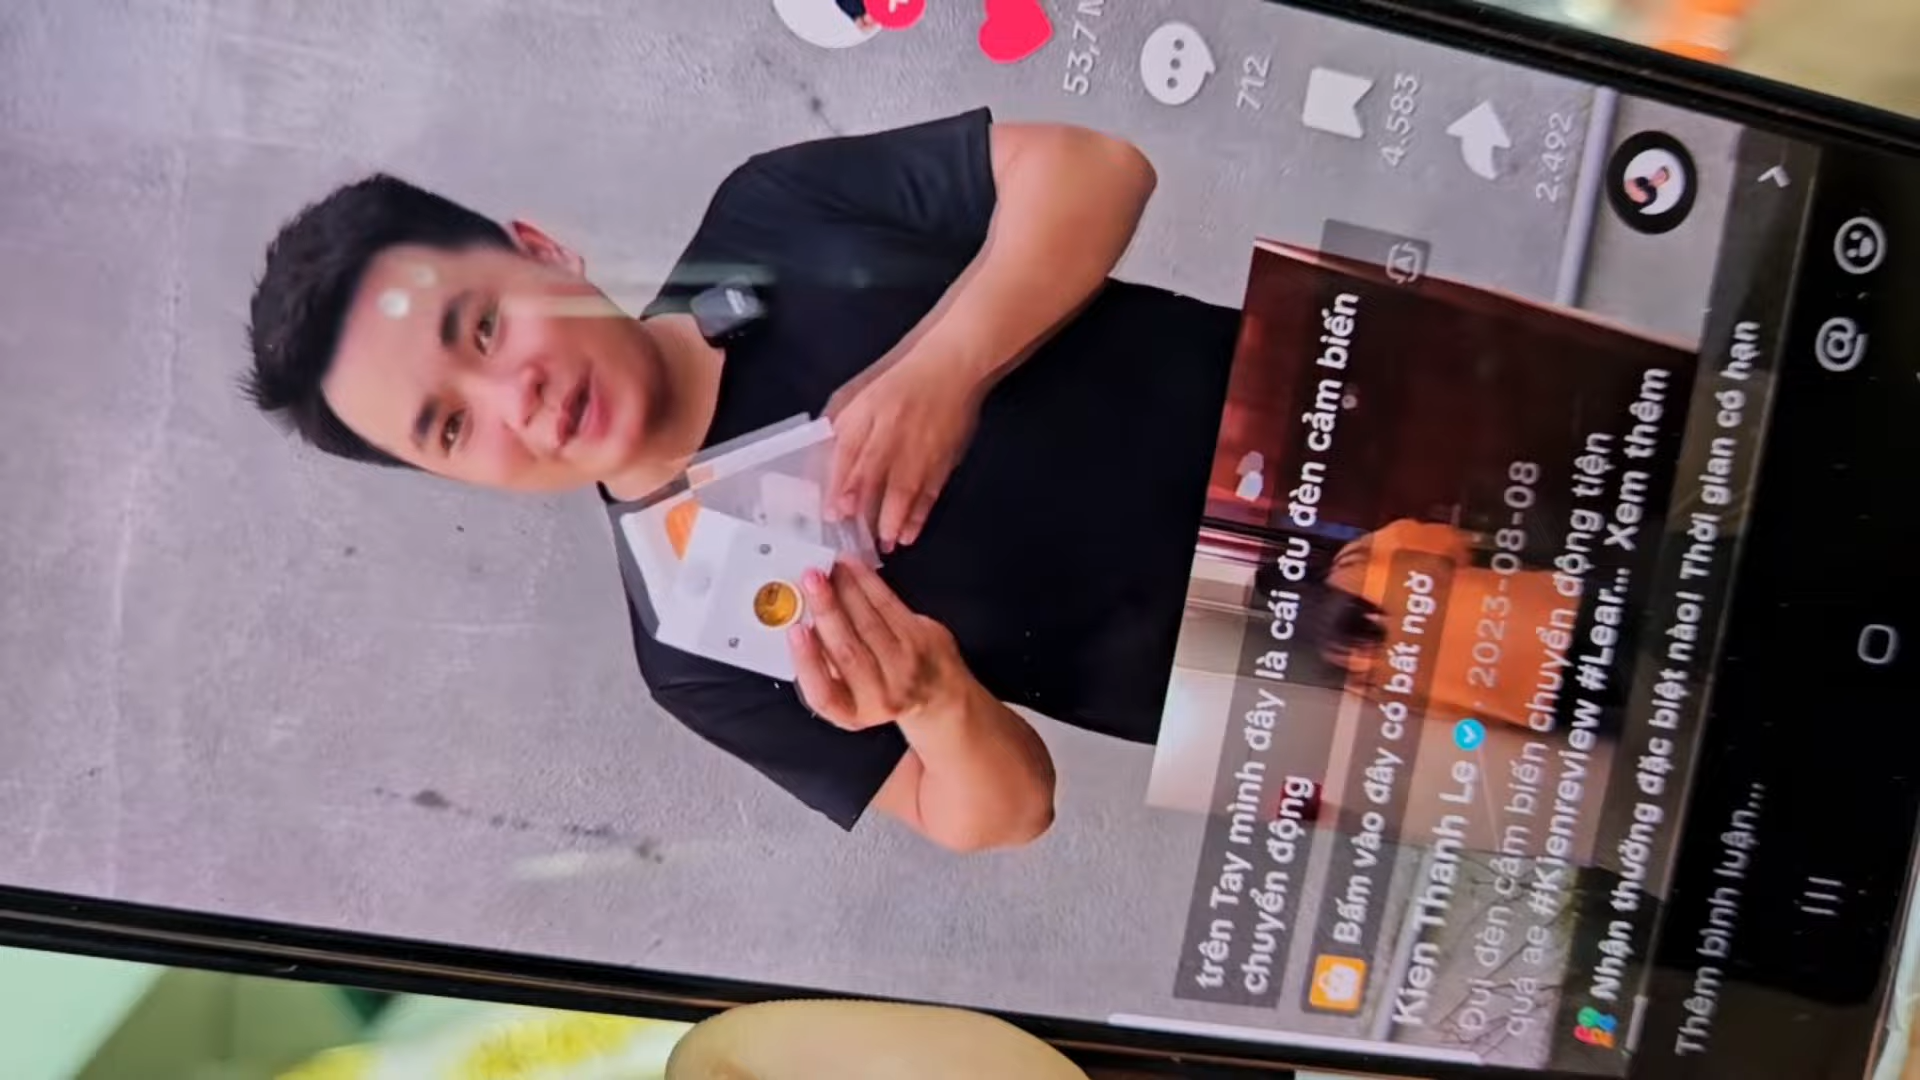 53,7N
712
4.583
2.492
trên Tay mình đây là cái đu đèn cảm biến
chuyển động
Bấm vào đây có bất ngờ
Kien Thanh Le · 2023-08-08
Đui đèn cảm biến chuyển động tiện
quá ae #Kienreview #Lear... Xem thêm
Nhận thưởng đặc biệt nào! Thời gian có hạn
Thêm bình luận...